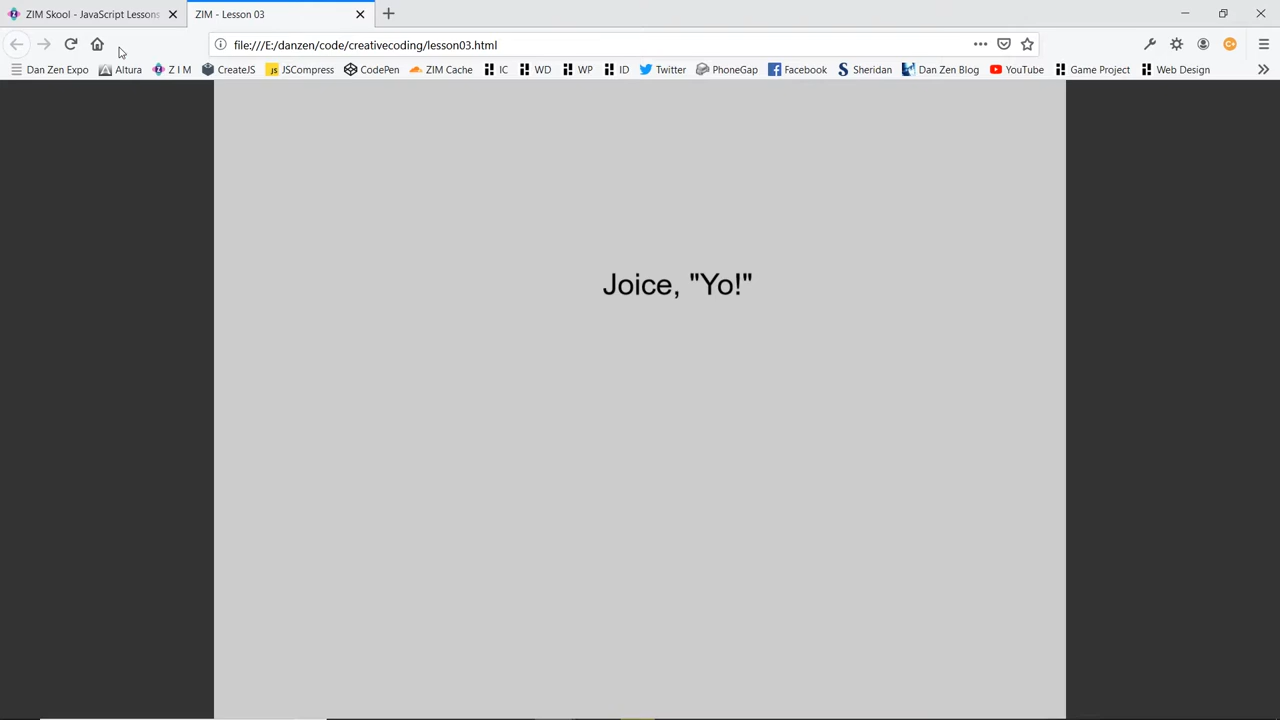 ZIM Skool - JavaScript Lessons
ZIM - Lesson 03
file:///E:/danzen/code/creativecoding/lesson03.html
Dan Zen Expo Altura Z I M CreateJS JSCompress CodePen ZIM Cache IC WD WP ID Twitter PhoneGap Facebook Sheridan Dan Zen Blog YouTube Game Project Web Design
Joice, "Yo!"